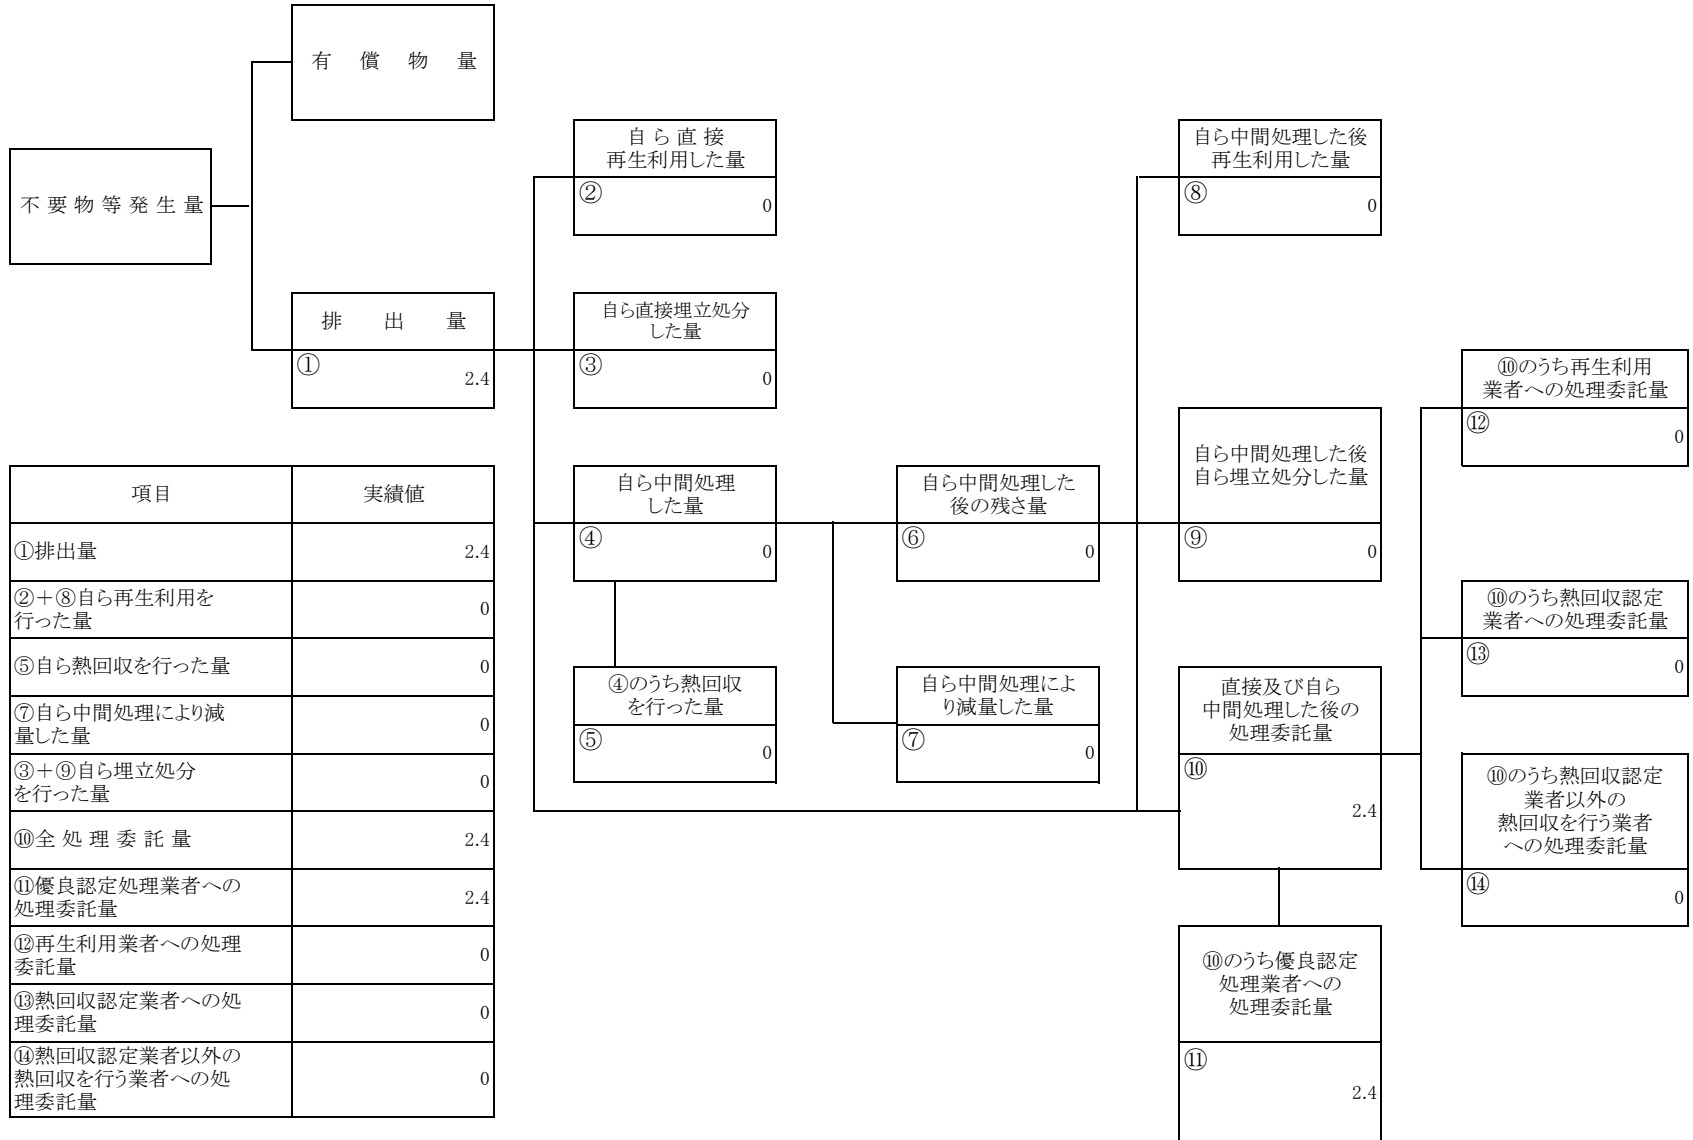 有 償 物 量
不 要 物 等 発 生 量
排 出 量
①
2.4
自 ら 直 接
再生利用した量
②
0
自ら直接埋立処分
した量
③
0
自ら中間処理
した量
④
0
④のうち熱回収
を行った量
⑤
0
自ら中間処理した
後の残さ量
⑥
0
自ら中間処理によ
り減量した量
⑦
0
自ら中間処理した後
再生利用した量
⑧
0
自ら中間処理した後
自ら埋立処分した量
⑨
0
直接及び自ら
中間処理した後の
処理委託量
⑩
2.4
⑩のうち優良認定
処理業者への
処理委託量
⑪
2.4
⑩のうち再生利用
業者への処理委託量
⑫
0
⑩のうち熱回収認定
業者への処理委託量
⑬
0
⑩のうち熱回収認定
業者以外の
熱回収を行う業者
への処理委託量
⑭
0
項目 実績値
①排出量 2.4
②＋⑧自ら再生利用を
行った量 0
⑤自ら熱回収を行った量 0
⑦自ら中間処理により減
量した量 0
③＋⑨自ら埋立処分
を行った量 0
⑩全 処 理 委 託 量 2.4
⑪優良認定処理業者への
処理委託量 2.4
⑫再生利用業者への処理
委託量 0
⑬熱回収認定業者への処
理委託量 0
⑭熱回収認定業者以外の
熱回収を行う業者への処
理委託量 0